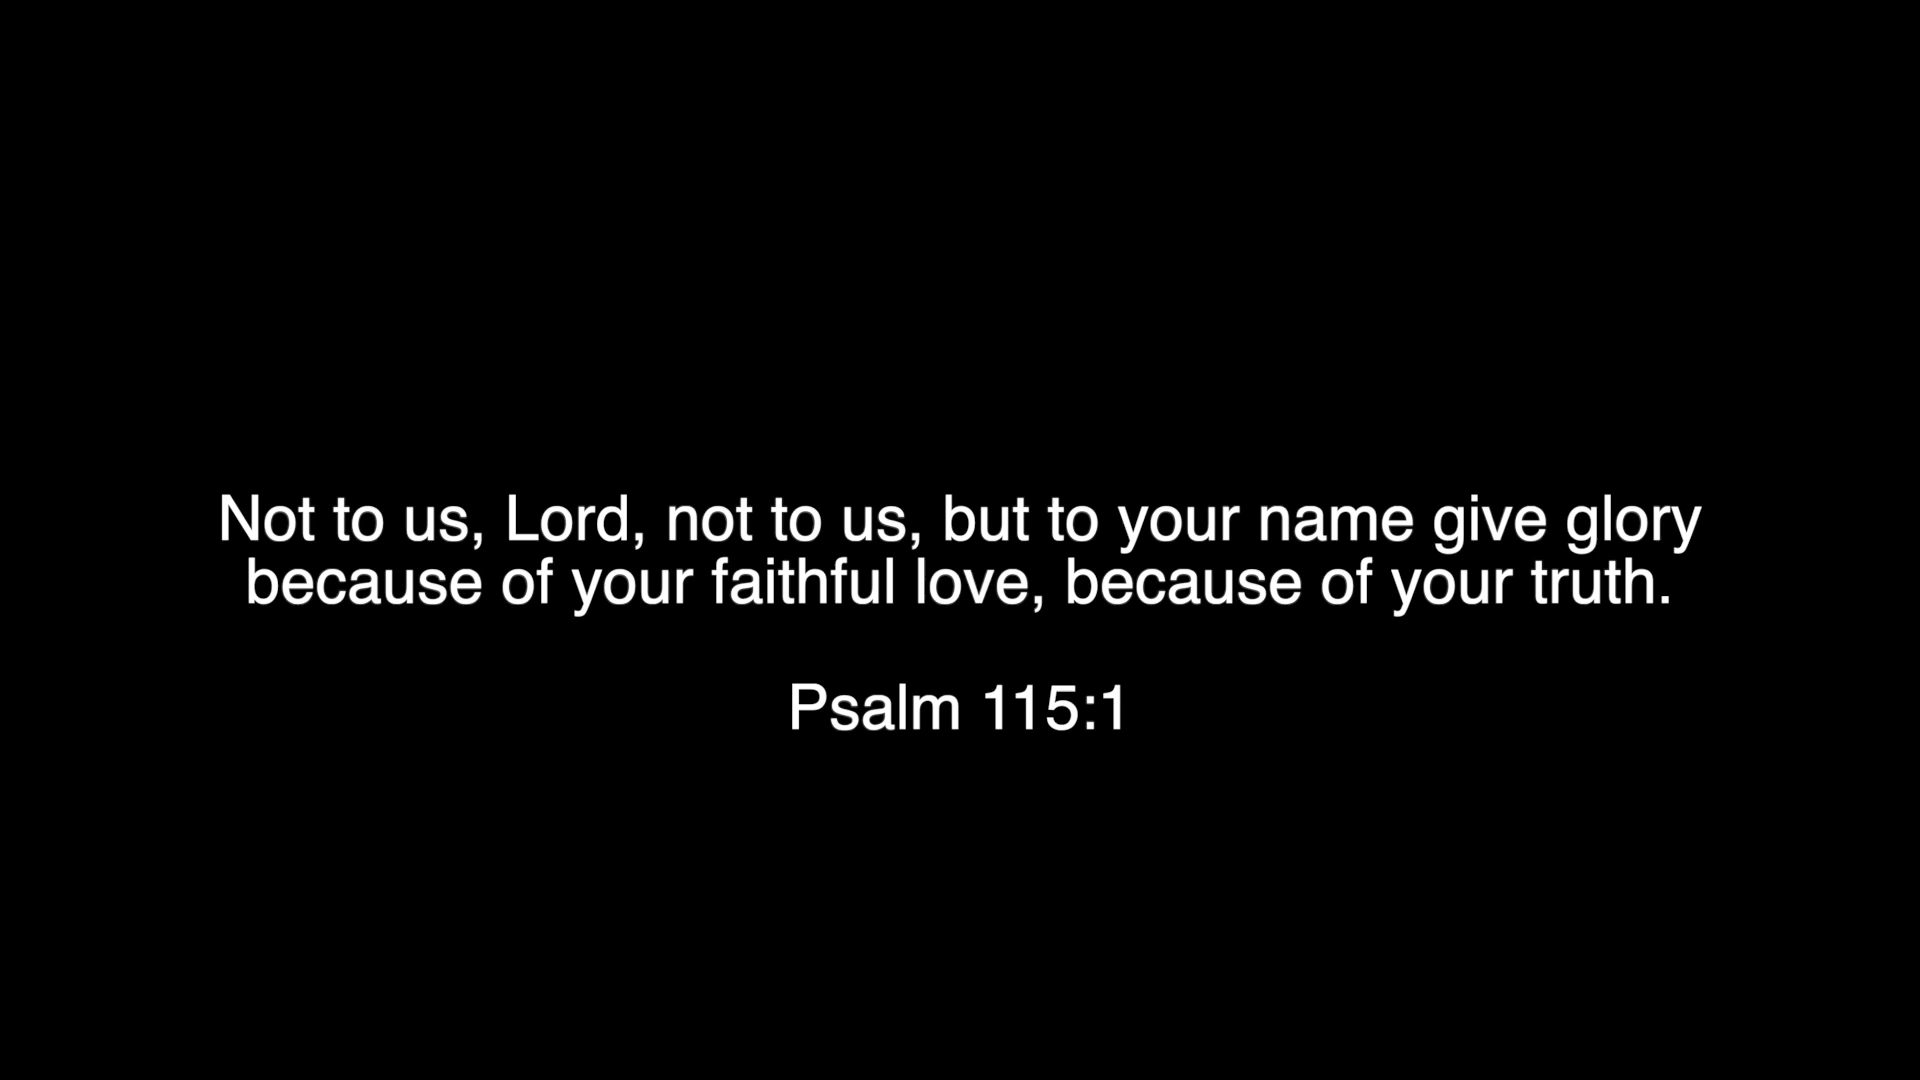 Not to us, Lord, not to us, but to your name give glory
because of your faithful love, because of your truth.
Psalm 115:1